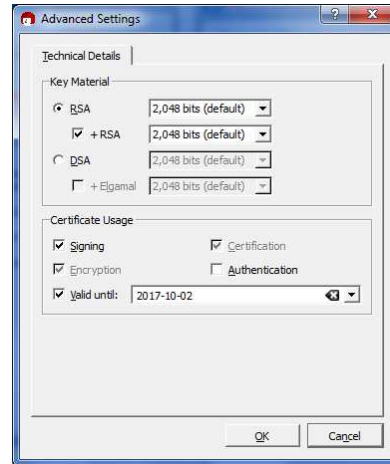 Advanced Settings
Technical Details
Key Material
RSA 2,048 bits (default)
+ RSA 2,048 bits (default)
DSA 2,048 bits (default)
+ Elgamal 2,048 bits (default)
Certificate Usage
Signing Certification
Encryption Authentication
Valid until: 2017-10-02
OK Cancel